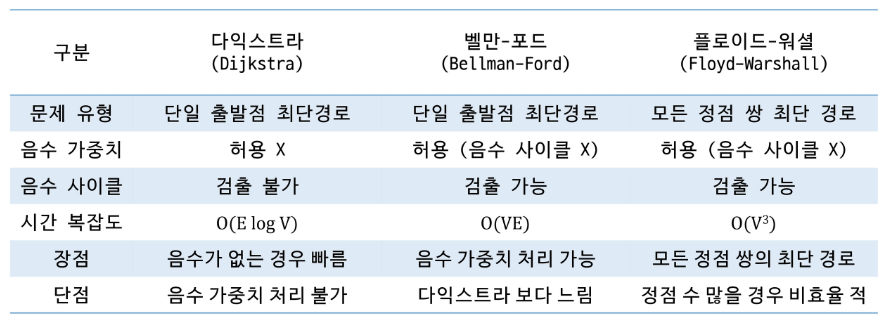 구분 다익스트라 (Dijkstra) 벨만-포드 (Bellman-Ford) 플로이드-워셜 (Floyd-Warshall)
문제 유형 단일 출발점 최단경로 단일 출발점 최단경로 모든 정점 쌍 최단 경로
음수 가중치 허용 X 허용 (음수 사이클 X) 허용 (음수 사이클 X)
음수 사이클 검출 불가 검출 가능 검출 가능
시간 복잡도 O(E log V) O(VE) O(V³)
장점 음수가 없는 경우 빠름 음수 가중치 처리 가능 모든 정점 쌍의 최단 경로
단점 음수 가중치 처리 불가 다익스트라 보다 느림 정점 수 많을 경우 비효율 적